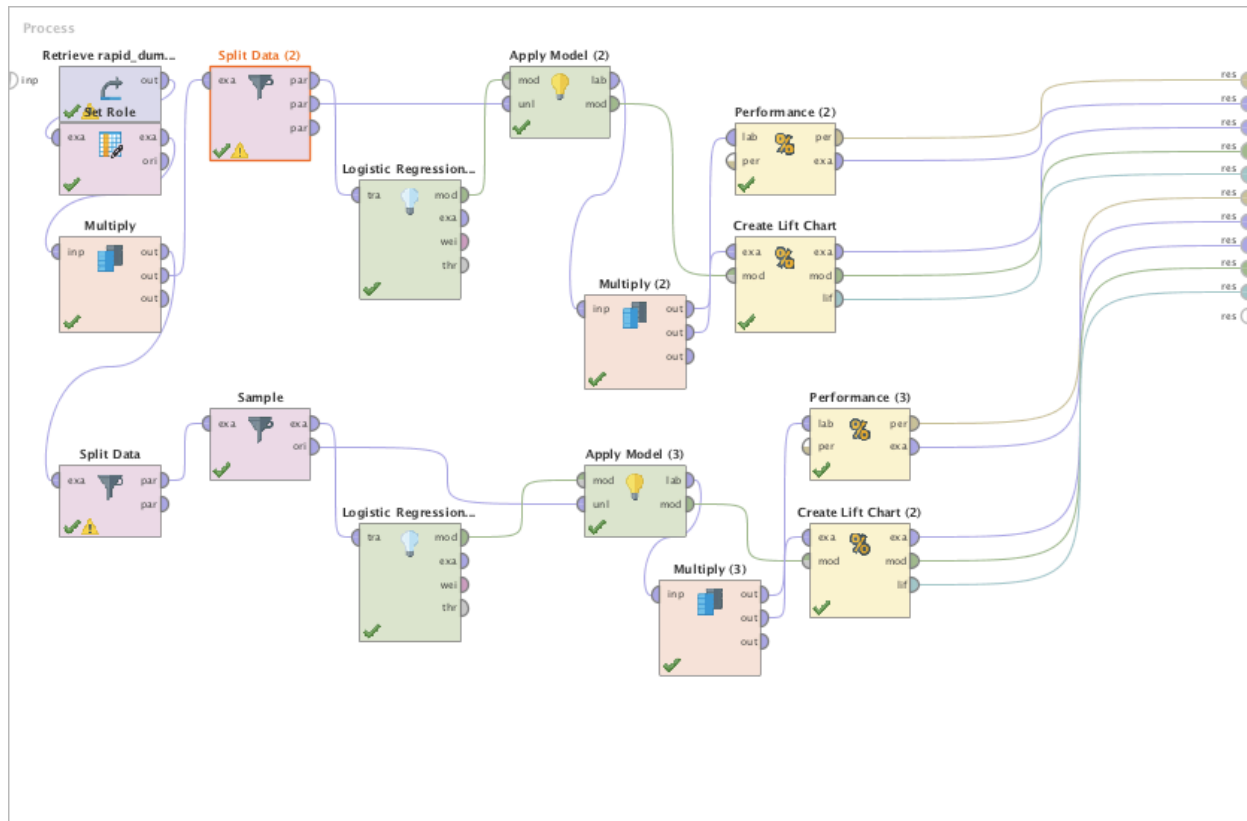 Process
inp
Retrieve rapid_dum...
out
Set Role
exa
exa
ori
Multiply
inp
out
out
out
Split Data (2)
exa
par
par
par
Logistic Regression...
tra
mod
exa
wei
thr
Apply Model (2)
mod
lab
unl
mod
Multiply (2)
inp
out
out
out
Performance (2)
lab
per
per
exa
Create Lift Chart
exa
exa
mod
mod
lif
Split Data
exa
par
par
Sample
exa
exa
ori
Logistic Regression...
tra
mod
exa
wei
thr
Apply Model (3)
mod
lab
unl
mod
Multiply (3)
inp
out
out
out
Performance (3)
lab
per
per
exa
Create Lift Chart (2)
exa
exa
mod
mod
lif
res
res
res
res
res
res
res
res
res
res
res